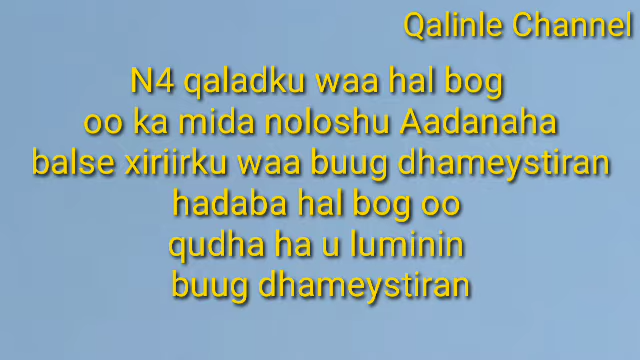 Qalinle Channel
N4 qaladku waa hal bog
oo ka mida noloshu Aadanaha
balse xiriirku waa buug dhameystiran
hadaba hal bog oo
qudha ha u luminin
buug dhameystiran